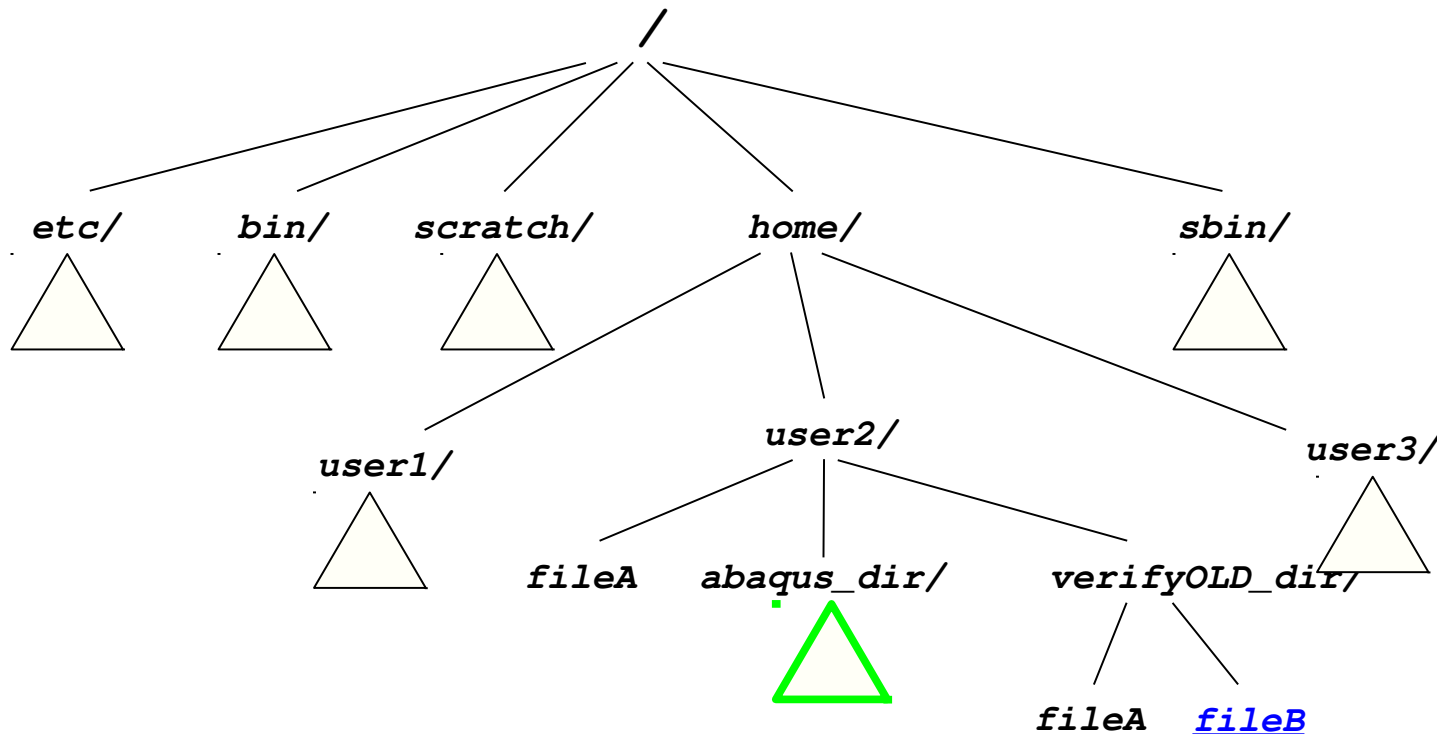 /
etc/ bin/ scratch/ home/ sbin/
user2/
user3/
user1/
fileA abaqus_dir/ verifyOLD_dir/
fileA fileB